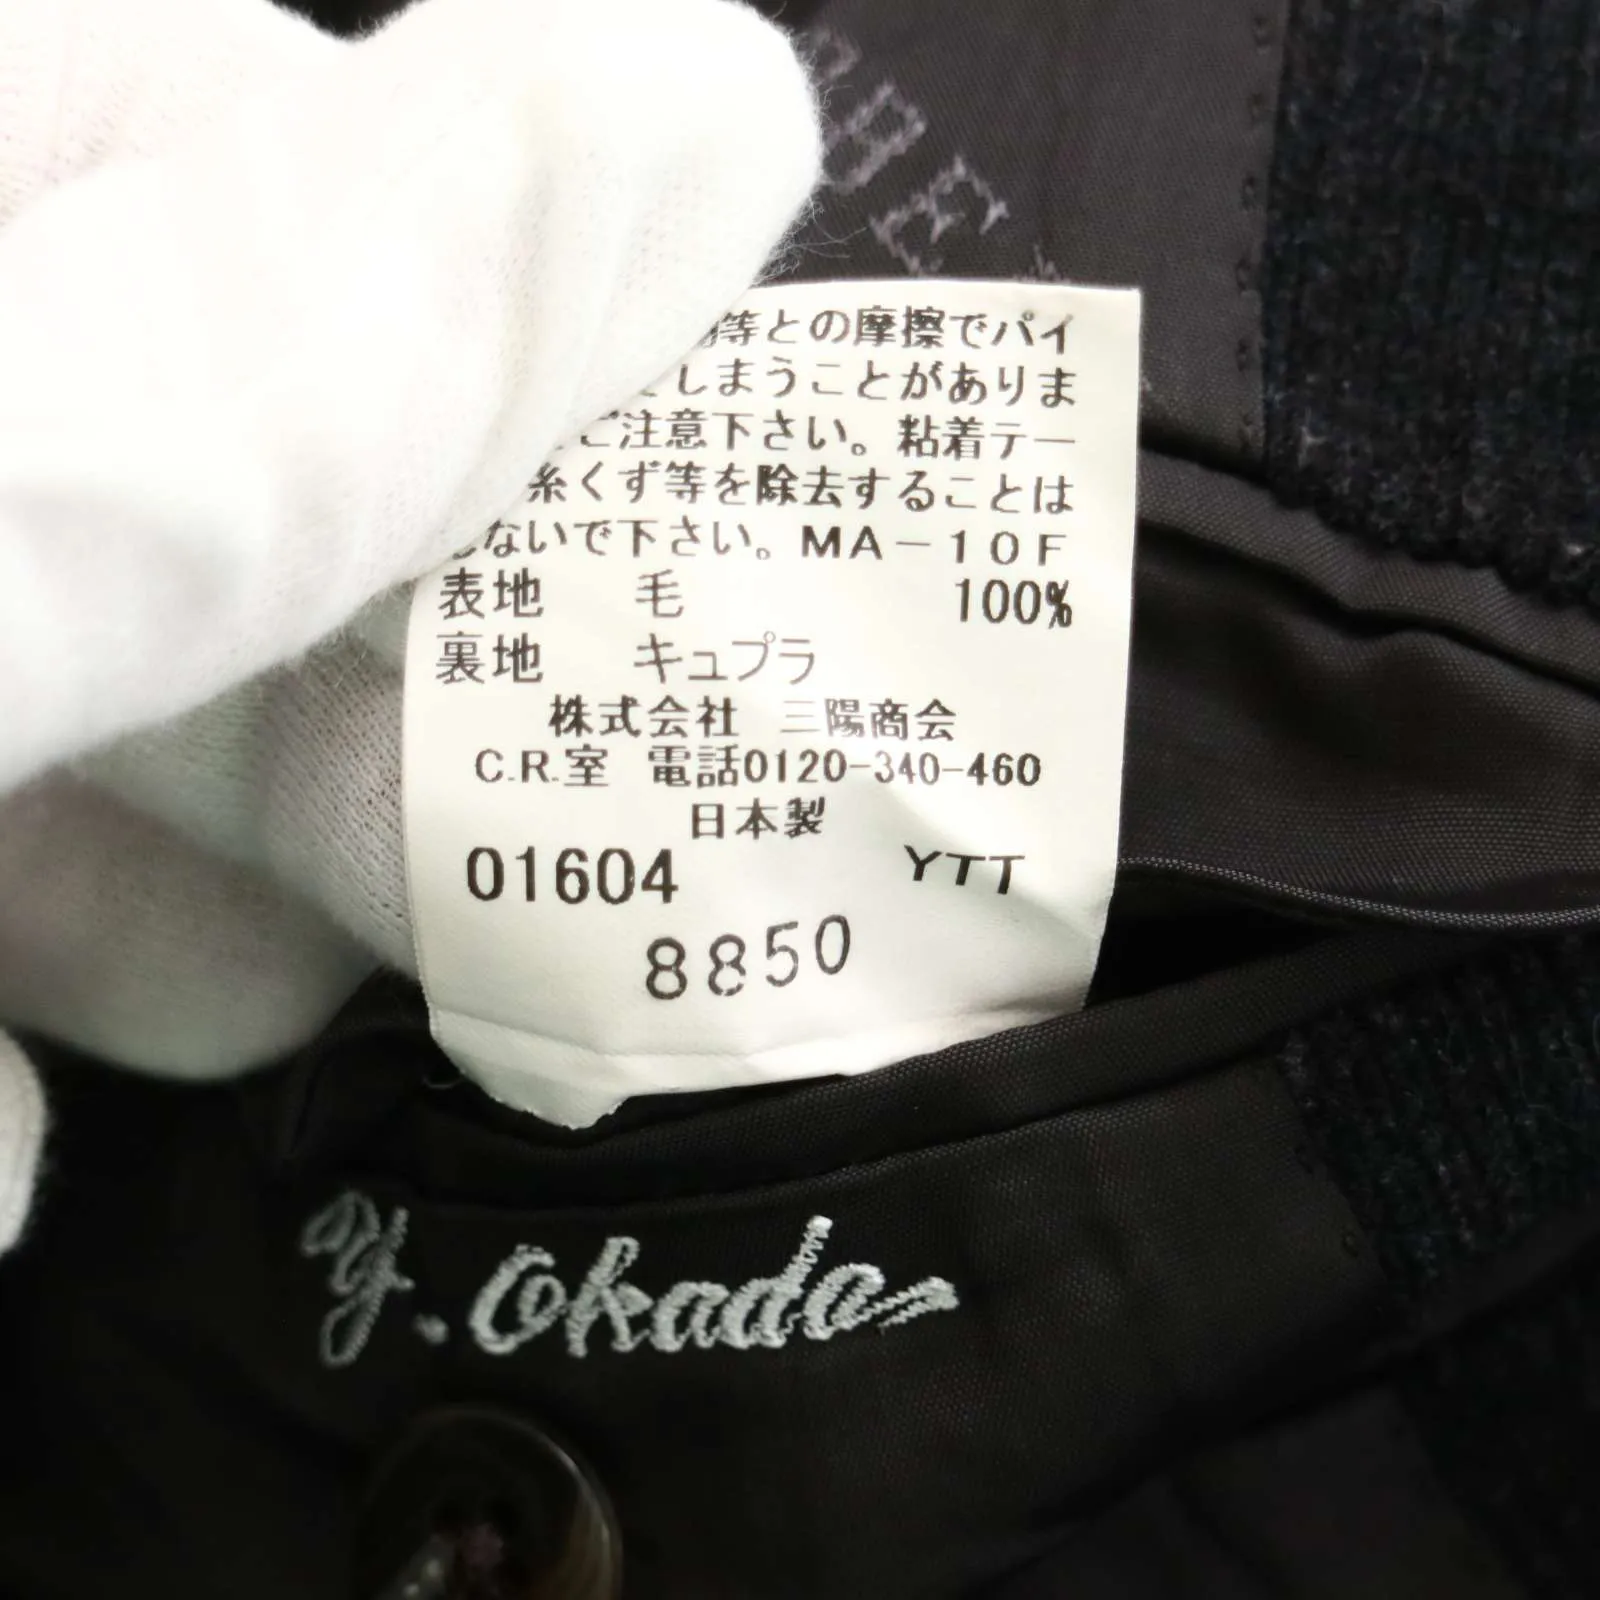 等との摩擦でパイ
てしまうことがありま
ご注意下さい。粘着テー
糸くず等を除去することは
しないで下さい。MA-10F
表地 毛 100%
裏地 キュプラ
株式会社 三陽商会
C.R.室 電話0120-340-460
日本製
01604 YTT
8850
Y. Okada